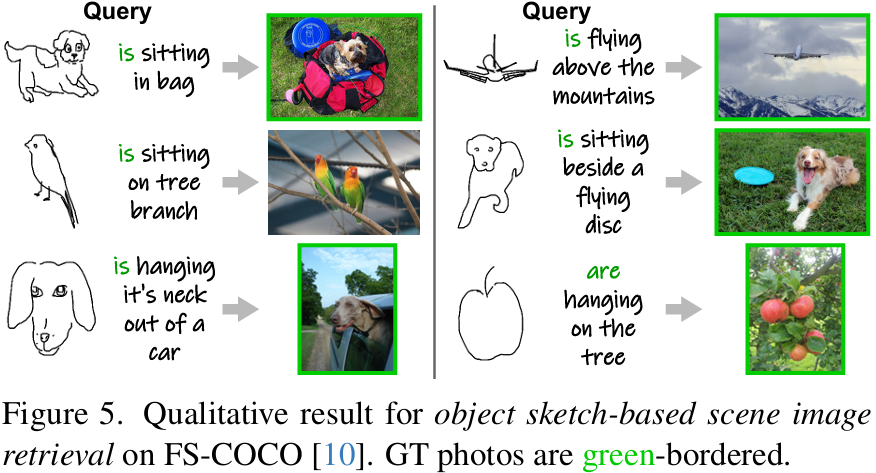 Query
is sitting
in bag
is sitting
on tree
branch
is hanging
it's neck
out of a
car
Query
is flying
above the
mountains
is sitting
beside a
flying
disc
are
hanging
on the
tree
Figure 5. Qualitative result for object sketch-based scene image
retrieval on FS-COCO [10]. GT photos are green-bordered.